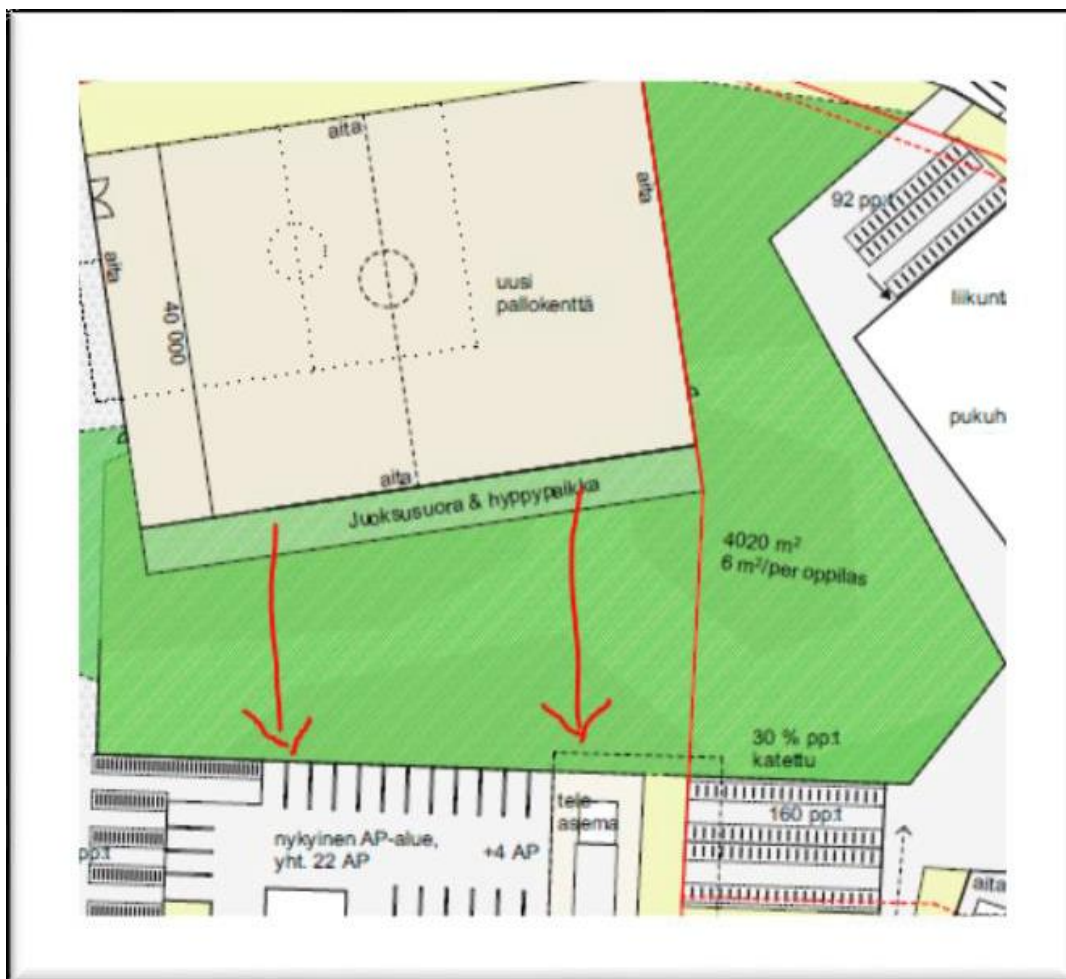 aita
aita
92 pp:t
aita
uusi
pallokenttä
liikunt
40 000
pukuh
aita
Juoksusuora & hyppypaikka
4020 m²
6 m²/per oppilas
30 % pp:t
katettu
tele-
asema
160 pp:t
nykyinen AP-alue,
yht. 22 AP
+4 AP
pp:t
aita